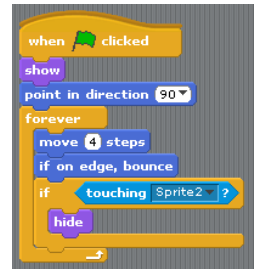 when clicked
show
point in direction 90
forever
move 4 steps
if on edge, bounce
if touching Sprite2 ?
hide